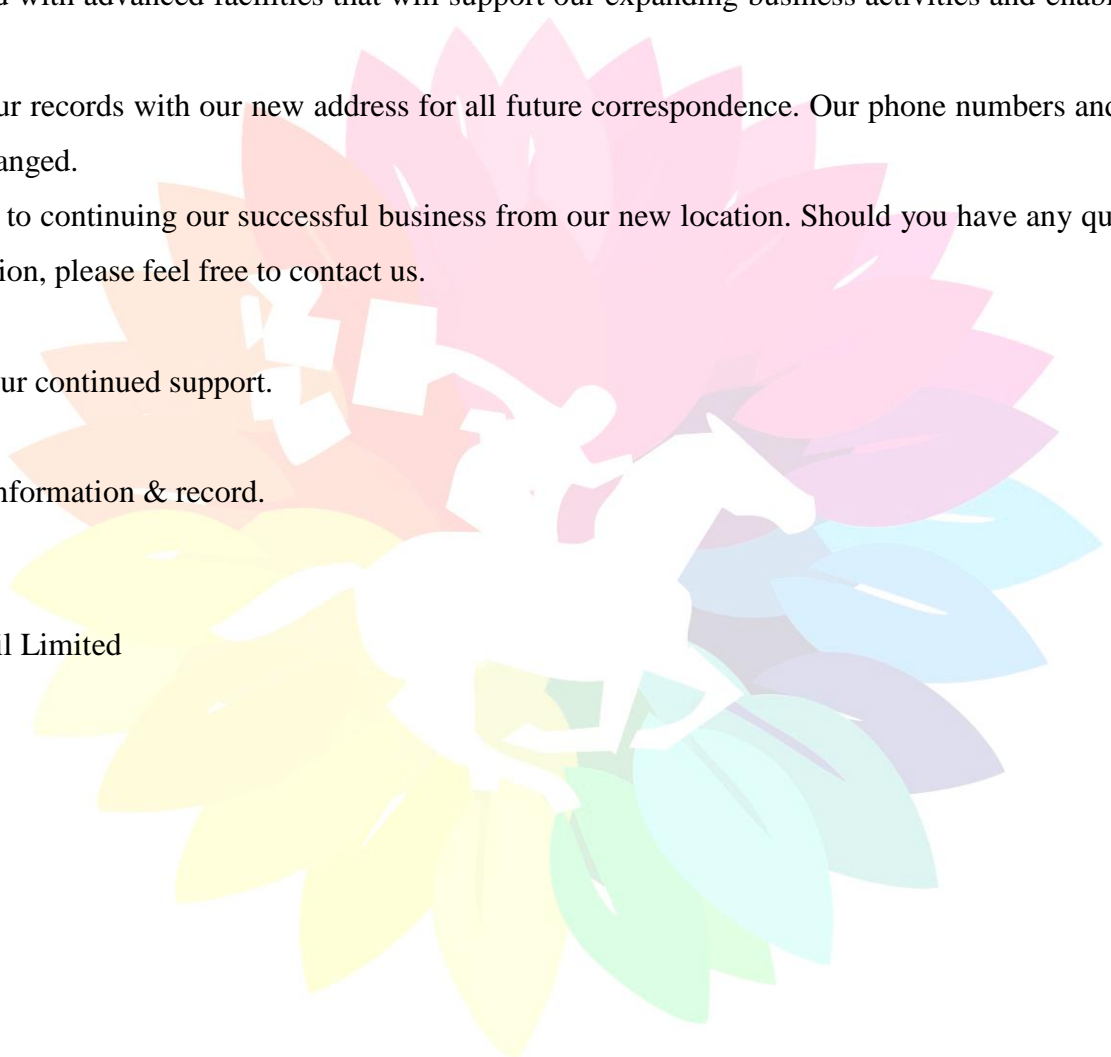 with advanced facilities that will support our expanding business activities and
ur records with our new address for all future correspondence. Our phone numbers and
anged.
to continuing our successful business from our new location. Should you have any qu
ion, please feel free to contact us.
ur continued support.
nformation & record.
il Limited